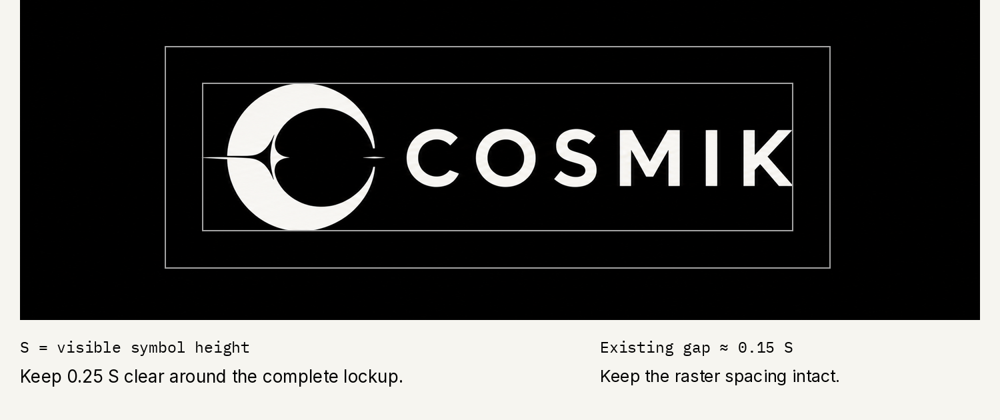 COSMIK
S = visible symbol height
Keep 0.25 S clear around the complete lockup.
Existing gap ≈ 0.15 S
Keep the raster spacing intact.